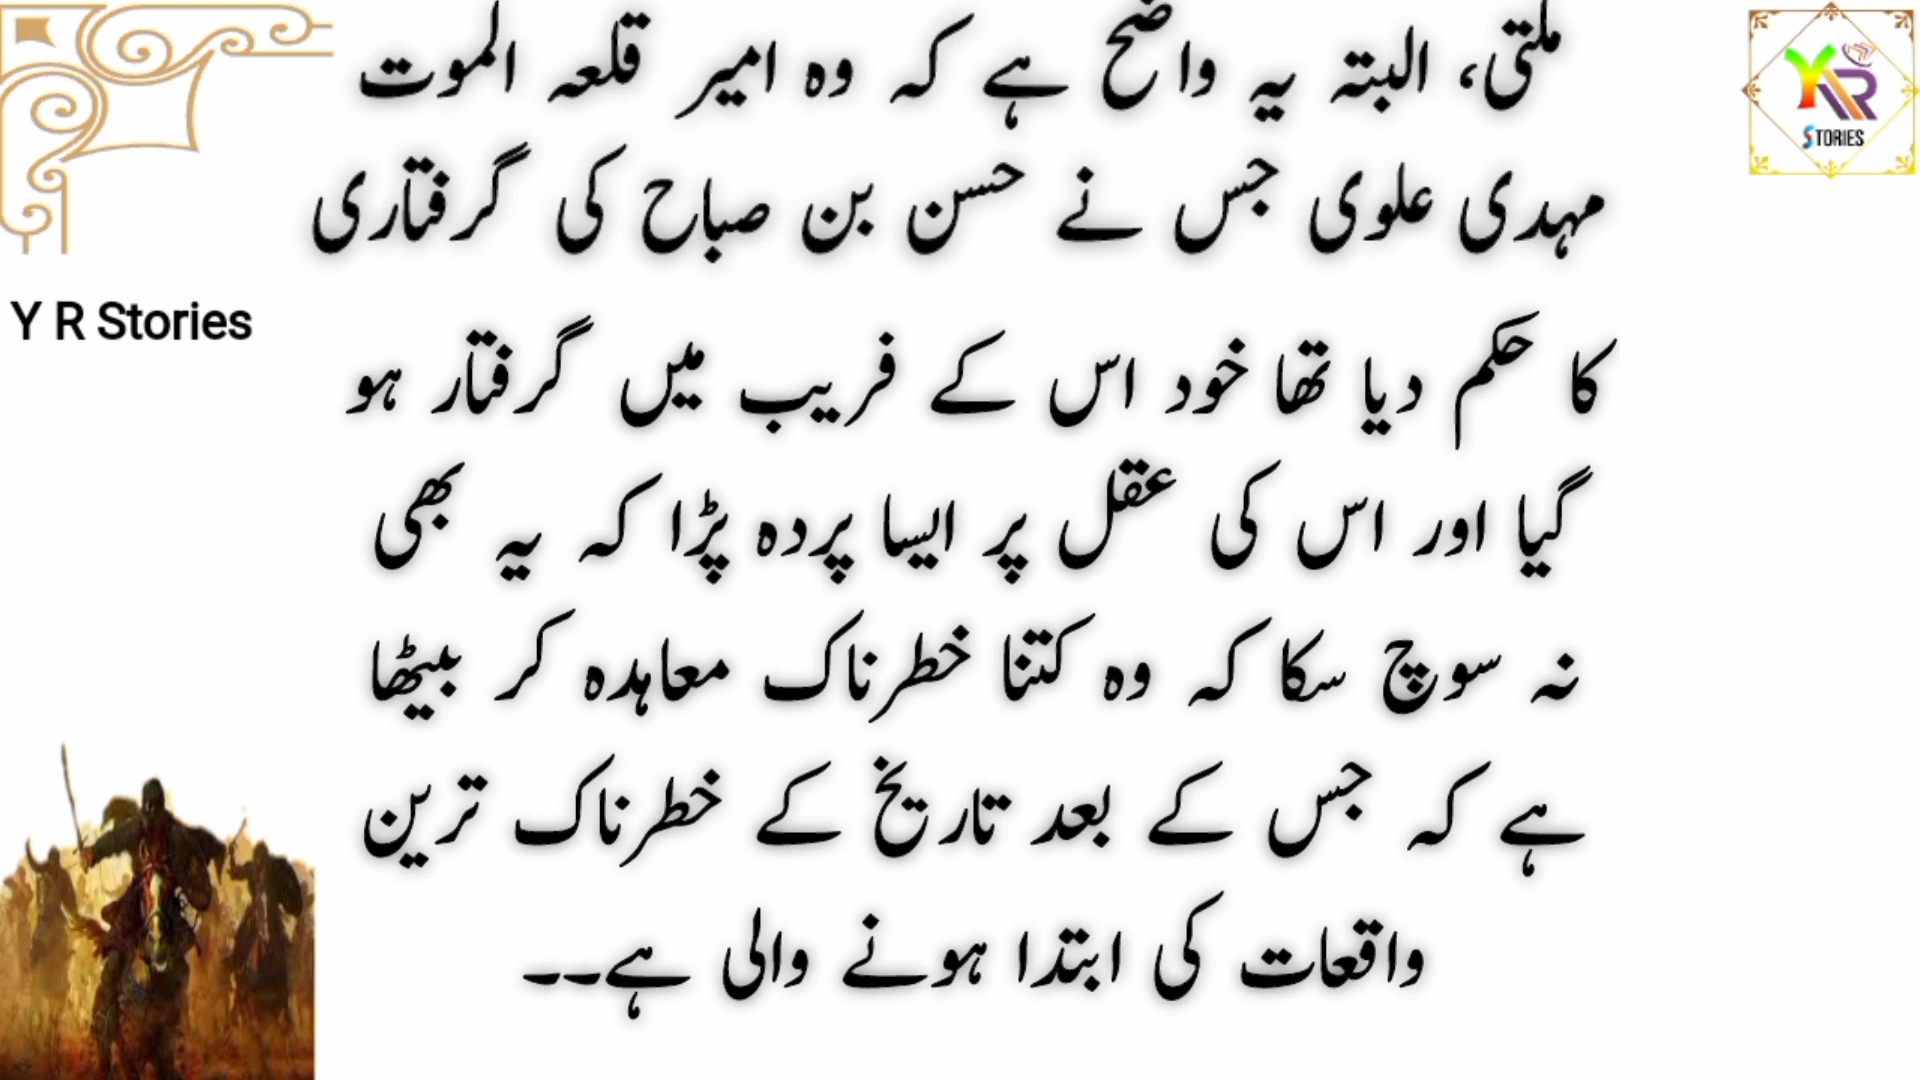 ملتی، البتہ یہ واضح ہے کہ وہ امیر قلعہ الموت
مہدی علوی جس نے حسن بن صباح کی گرفتاری
کا حکم دیا تھا خود اس کے فریب میں گرفتار ہو
گیا اور اس کی عقل پر ایسا پردہ پڑا کہ یہ بھی
نہ سوچ سکا کہ وہ کتنا خطرناک معاہدہ کر بیٹھا
ہے کہ جس کے بعد تاریخ کے خطرناک ترین
واقعات کی ابتدا ہونے والی ہے۔۔
Y R Stories
YR
STORIES